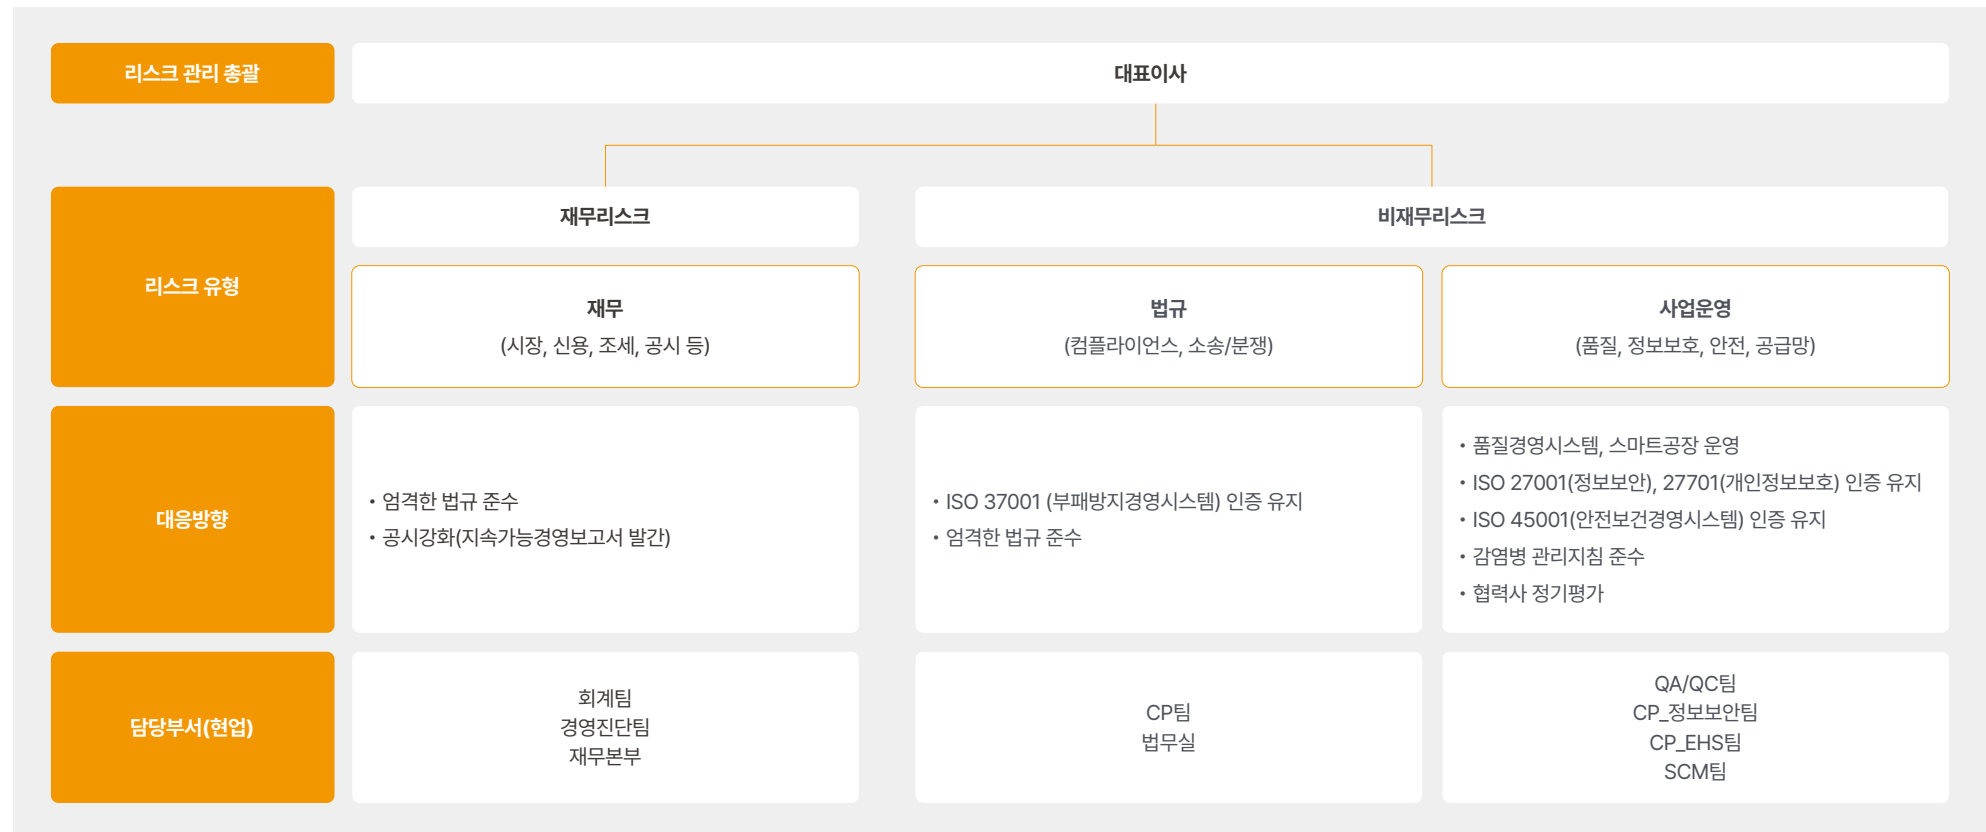 리스크 관리 총괄
대표이사
리스크 유형
재무리스크
비재무리스크
재무
(시장, 신용, 조세, 공시 등)
법규
(컴플라이언스, 소송/분쟁)
사업운영
(품질, 정보보호, 안전, 공급망)
대응방향
• 엄격한 법규 준수
• 공시강화(지속가능경영보고서 발간)
• ISO 37001 (부패방지경영시스템) 인증 유지
• 엄격한 법규 준수
• 품질경영시스템, 스마트공장 운영
• ISO 27001(정보보안), 27701(개인정보보호) 인증 유지
• ISO 45001(안전보건경영시스템) 인증 유지
• 감염병 관리지침 준수
• 협력사 정기평가
담당부서(현업)
회계팀
경영진단팀
재무본부
CP팀
법무실
QA/QC팀
CP_정보보안팀
CP_EHS팀
SCM팀